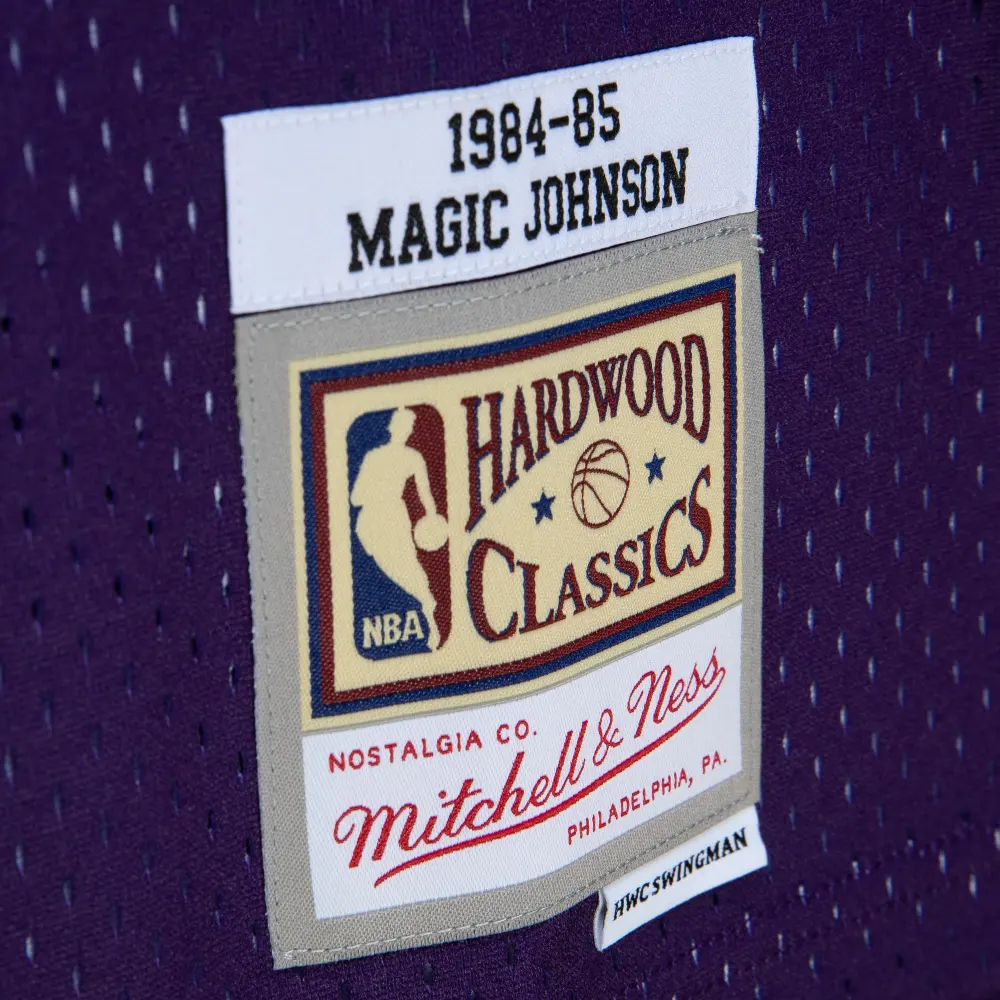 1984-85
MAGIC JOHNSON
HARDWOOD
CLASSICS
NBA
NOSTALGIA CO.
Mitchell & Ness
PHILADELPHIA, PA.
HWC SWINGMAN